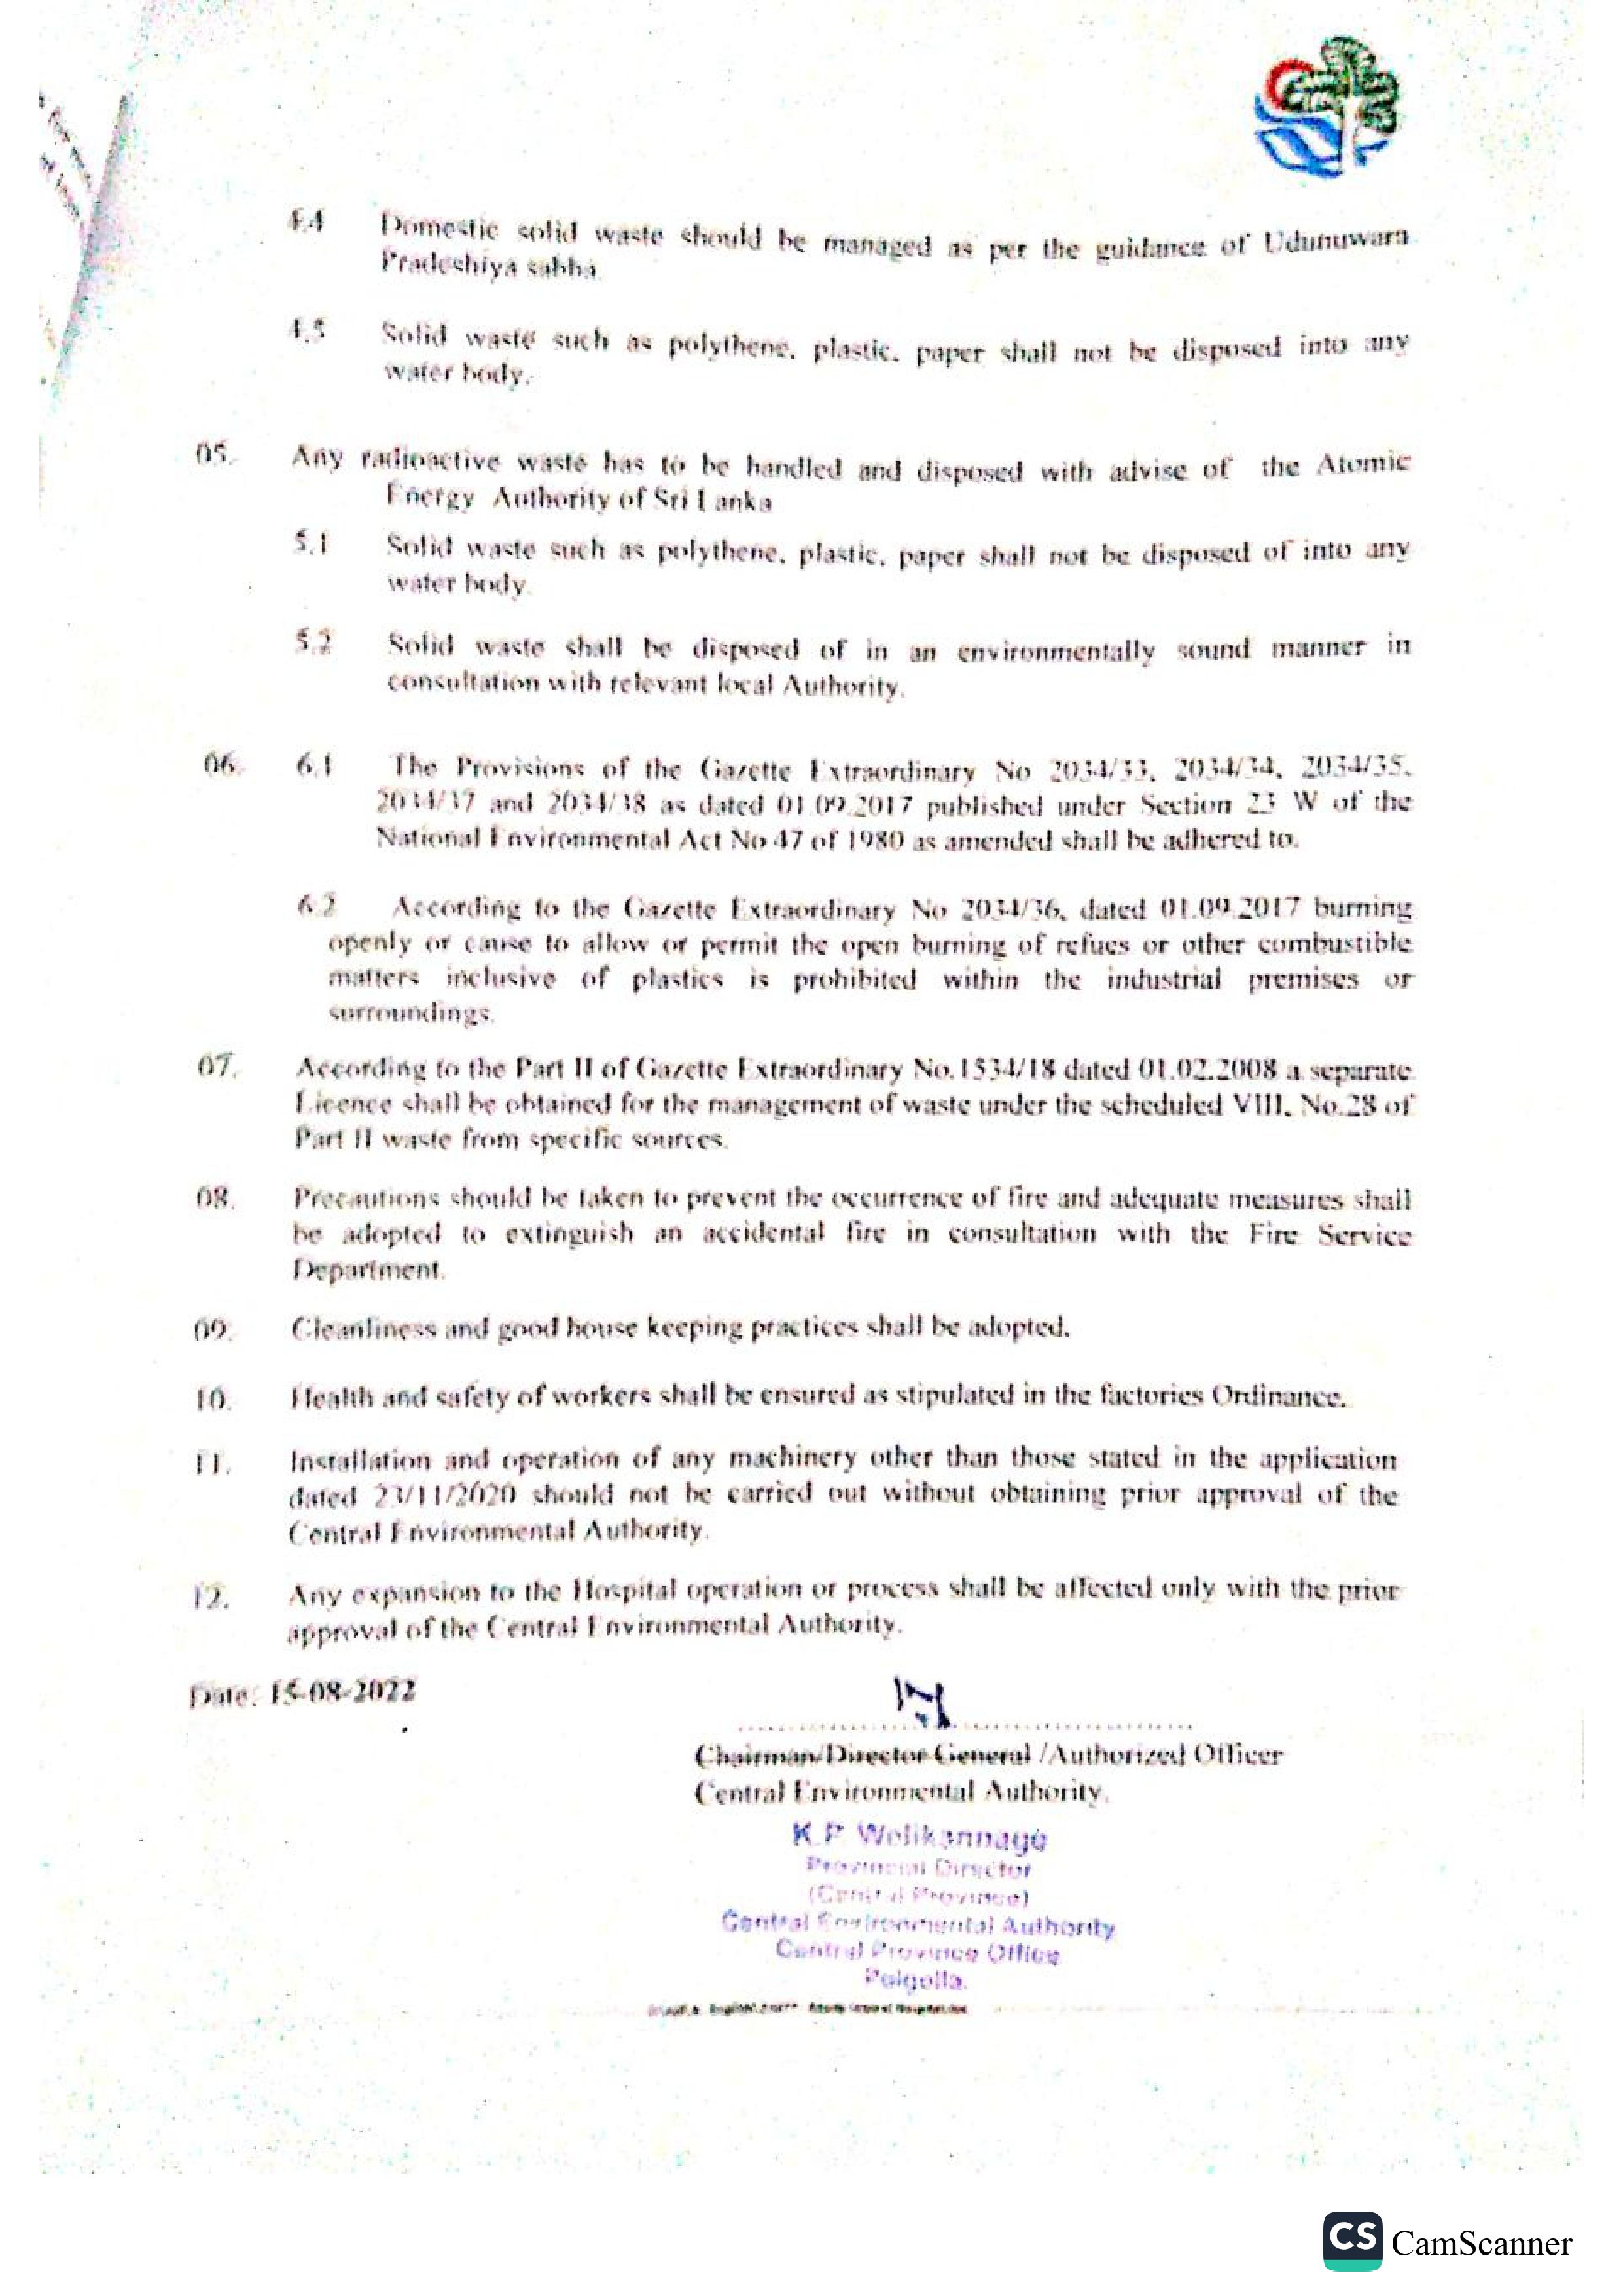 4.4 Domestic solid waste should be managed as per the guidance of Udunuwara
Pradeshiya sabha
4.5 Solid waste such as polythene, plastic, paper shall not be disposed into any
water body.
05. Any radioactive waste has to be handled and disposed with advise of the Atomic
Energy Authority of Sri Lanka
5.1 Solid waste such as polythene, plastic, paper shall not be disposed of into any
water body.
5.2 Solid waste shall be disposed of in an environmentally sound manner in
consultation with relevant local Authority.
06. 6.1 The Provisions of the Gazette Extraordinary No 2034/33, 2034/34, 2034/35,
2034/37 and 2034/38 as dated 01.09.2017 published under Section 23 W of the
National Environmental Act No 47 of 1980 as amended shall be adhered to.
6.2 According to the Gazette Extraordinary No 2034/36, dated 01.09.2017 burning
openly or cause to allow or permit the open burning of refues or other combustible
matters inclusive of plastics is prohibited within the industrial premises or
surroundings.
07. According to the Part II of Gazette Extraordinary No.1534/18 dated 01.02.2008 a separate
Licence shall be obtained for the management of waste under the scheduled VIII, No.28 of
Part II waste from specific sources.
08. Precautions should be taken to prevent the occurrence of fire and adequate measures shall
be adopted to extinguish an accidental fire in consultation with the Fire Service
Department.
09. Cleanliness and good house keeping practices shall be adopted.
10. Health and safety of workers shall be ensured as stipulated in the factories Ordinance.
11. Installation and operation of any machinery other than those stated in the application
dated 23/11/2020 should not be carried out without obtaining prior approval of the
Central Environmental Authority.
12. Any expansion to the Hospital operation or process shall be affected only with the prior
approval of the Central Environmental Authority.
Date: 15-08-2022
Chairman/Director General /Authorized Officer
Central Environmental Authority.
K.P. Welikannage
Provincial Director
(Central Province)
Central Environmental Authority
Central Province Office
Polgolla.
CS CamScanner